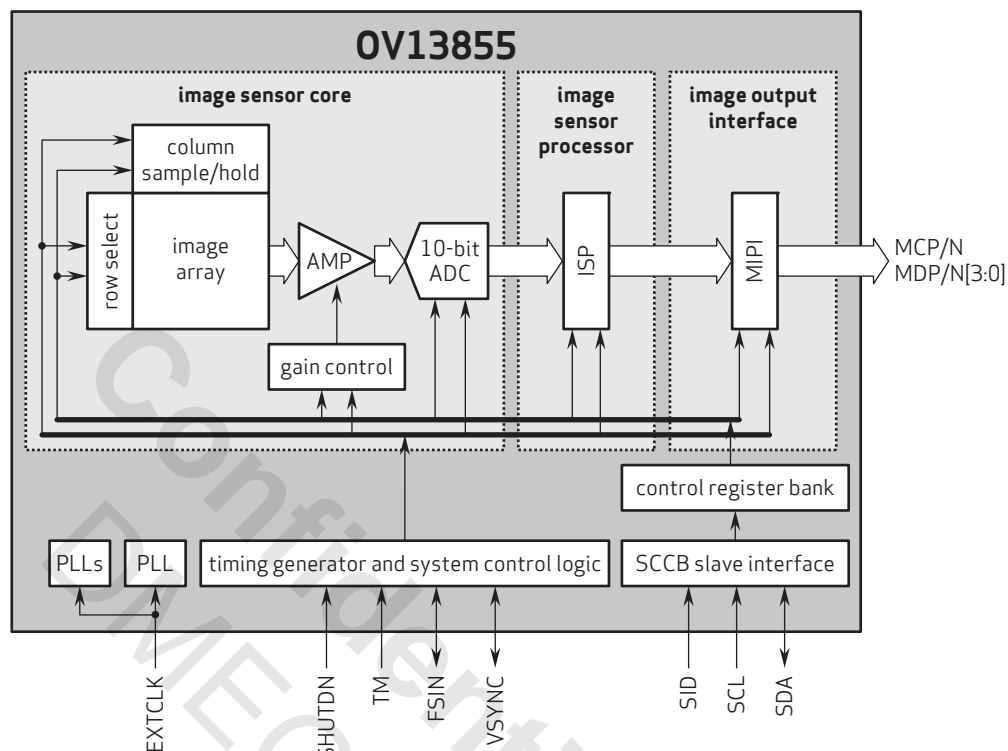 OV13855
image sensor core
image
sensor
processor
image output
interface
column
sample/hold
row select
image
array
AMP
10-bit
ADC
ISP
MIPI
MCP/N
MDP/N[3:0]
gain control
control register bank
PLLs
PLL
timing generator and system control logic
SCCB slave interface
EXTCLK
SHUTDN
TM
FSIN
VSYNC
SID
SCL
SDA